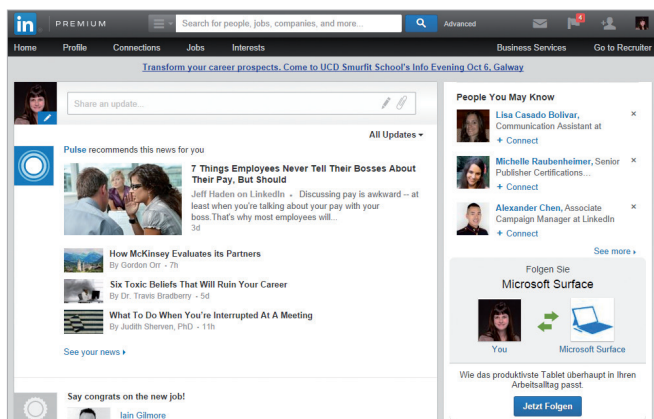 in PREMIUM Search for people, jobs, companies, and more... Advanced 4
Home Profile Connections Jobs Interests Business Services Go to Recruiter
Transform your career prospects. Come to UCD Smurfit School's Info Evening Oct 6, Galway
Share an update...
All Updates
Pulse recommends this news for you
7 Things Employees Never Tell Their Bosses About
Their Pay, But Should
Jeff Haden on LinkedIn • Discussing pay is awkward -- at
least when you're talking about your pay with your
boss.That's why most employees will...
3d
How McKinsey Evaluates its Partners
By Gordon Orr • 7h
Six Toxic Beliefs That Will Ruin Your Career
By Dr. Travis Bradberry • 5d
What To Do When You're Interrupted At A Meeting
By Judith Sherven, PhD • 11h
See your news
Say congrats on the new job!
Iain Gilmore
People You May Know
Lisa Casado Bolivar,
Communication Assistant at
+ Connect
Michelle Raubenheimer, Senior
Publisher Certifications...
+ Connect
Alexander Chen, Associate
Campaign Manager at LinkedIn
+ Connect
See more
Folgen Sie
Microsoft Surface
You Microsoft Surface
Wie das produktivste Tablet überhaupt in Ihren
Arbeitsalltag passt.
Jetzt Folgen